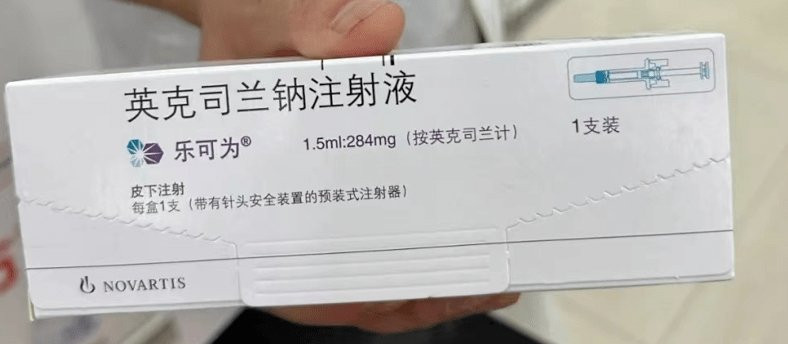 英克司兰钠注射液
乐可为® 1.5ml:284mg（按英克司兰计） 1支装
皮下注射
每盒1支（带有针头安全装置的预装式注射器）
NOVARTIS